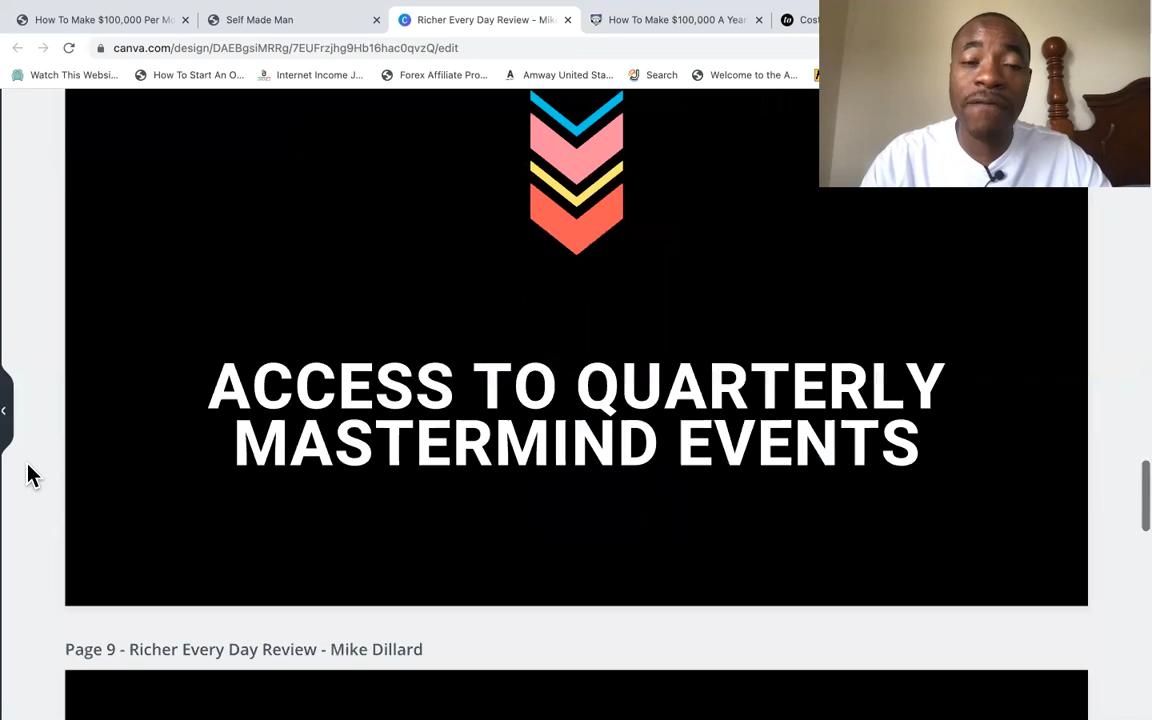 How To Make $100,000 Per Mo
Self Made Man
Richer Every Day Review - Mike
How To Make $100,000 A Year
Cost
canva.com/design/DAEBgsiMRRg/7EUFrzjhg9Hb16hac0qvzQ/edit
Watch This Websi...
How To Start An O...
Internet Income J...
Forex Affiliate Pro...
Amway United Sta...
Search
Welcome to the A...
ACCESS TO QUARTERLY
MASTERMIND EVENTS
Page 9 - Richer Every Day Review - Mike Dillard